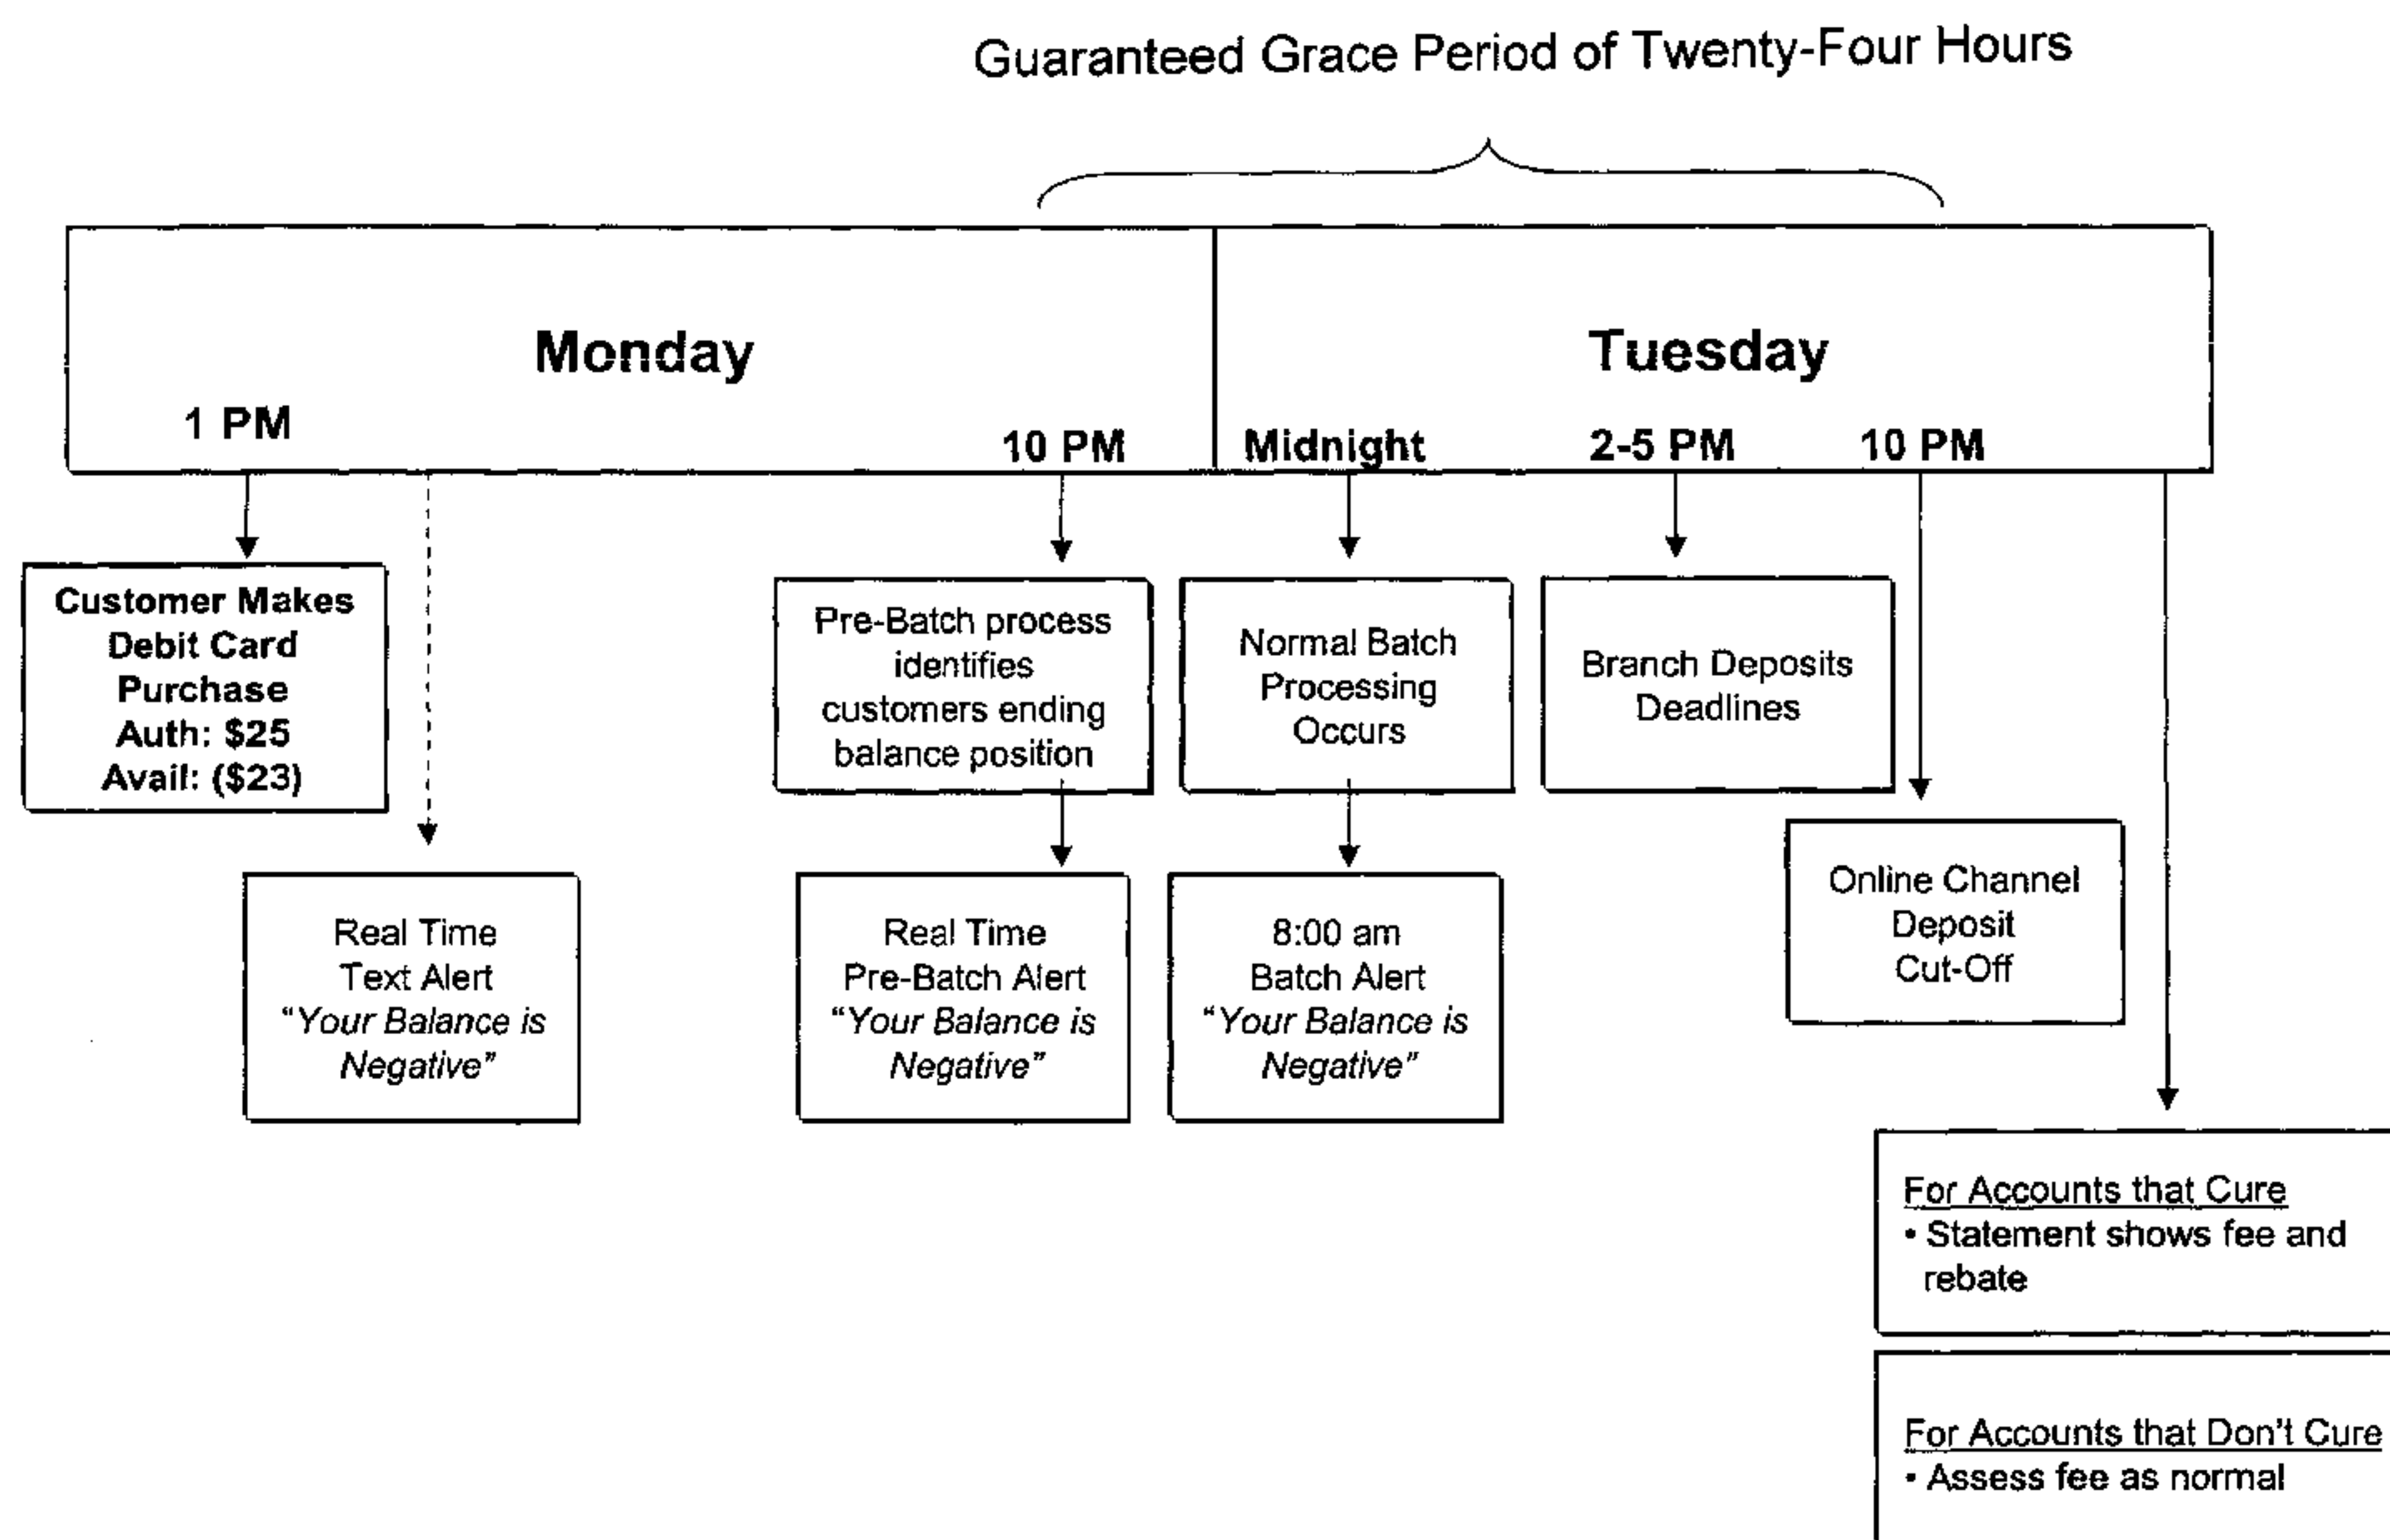 Guaranteed Grace Period of Twenty-Four Hours
Monday
Tuesday
1 PM
10 PM
Midnight
2-5 PM
10 PM
Customer Makes
Debit Card
Purchase
Auth: $25
Avail: ($23)
Real Time
Text Alert
“Your Balance is
Negative”
Pre-Batch process
identifies
customers ending
balance position
Real Time
Pre-Batch Alert
“Your Balance is
Negative”
Normal Batch
Processing
Occurs
8:00 am
Batch Alert
“Your Balance is
Negative”
Branch Deposits
Deadlines
Online Channel
Deposit
Cut-Off
For Accounts that Cure
• Statement shows fee and
rebate
For Accounts that Don't Cure
• Assess fee as normal